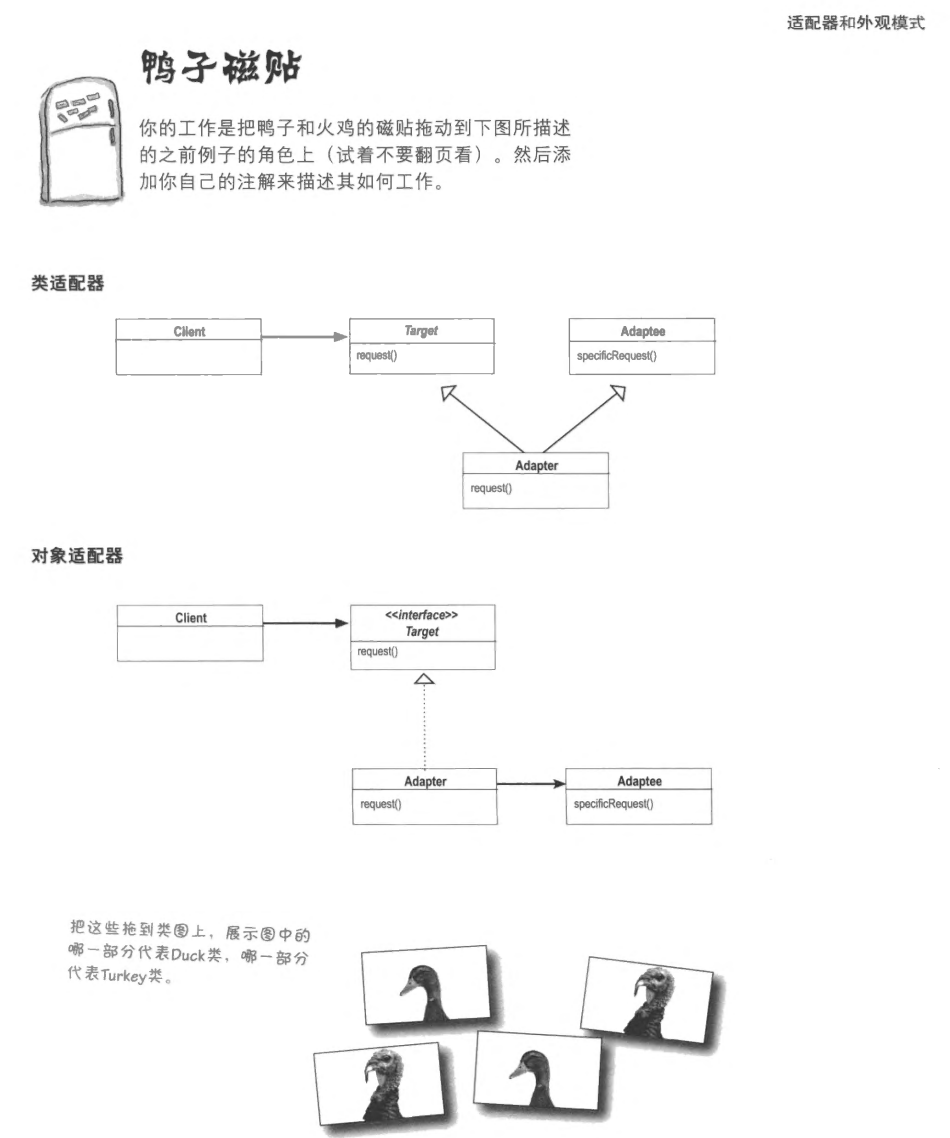 适配器和外观模式
鸭子磁贴
你的工作是把鸭子和火鸡的磁贴拖动到下图所描述
的之前例子的角色上（试着不要翻页看）。然后添
加你自己的注解来描述其如何工作。
类适配器
Client
Target
request()
Adaptee
specificRequest()
Adapter
request()
对象适配器
Client
<<interface>>
Target
request()
Adapter
request()
Adaptee
specificRequest()
把这些拖到类图上，展示图中的
哪一部分代表Duck类，哪一部分
代表Turkey类。